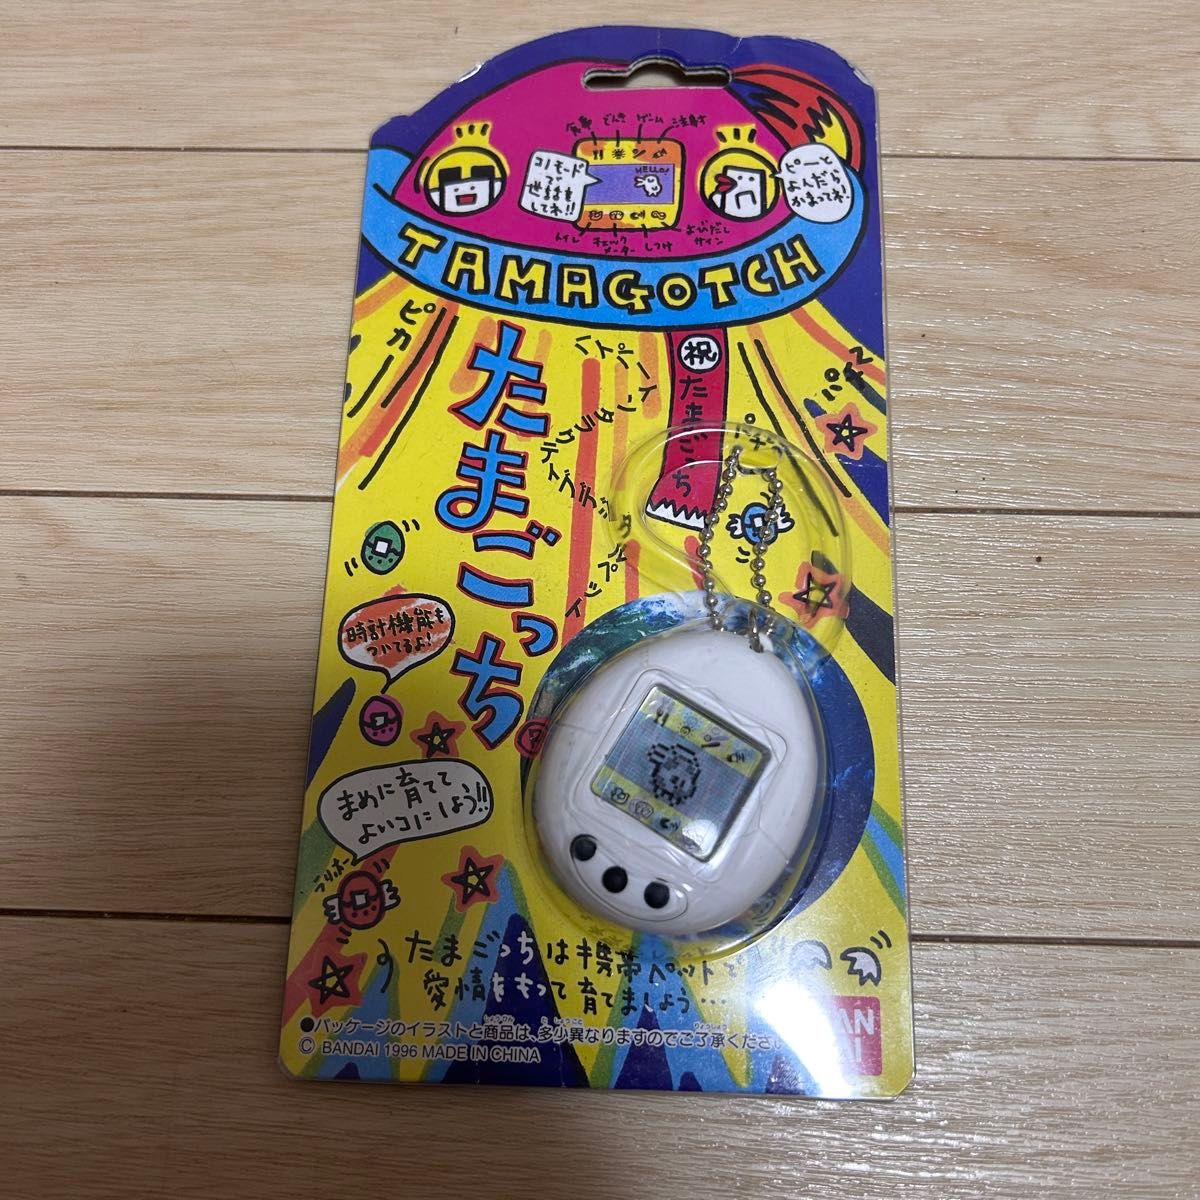 食事 でんき ゲーム 注射
HELLO!
コノモード
で
世話を
してネ!!
ピーと
よんだら
かまってネ!
トイレ チェック
メーター しつけ よびだし
サイン
TAMAGOTCH
ピカー
祝
たまごっち
たまごっち
時計機能も
ついてるよ!
まめに育てて
よいコにしよう!!
たまごっちは携帯ペットで
愛情をもって育てましょう…
●パッケージのイラストと商品は、多少異なりますのでご了承ください
© BANDAI 1996 MADE IN CHINA